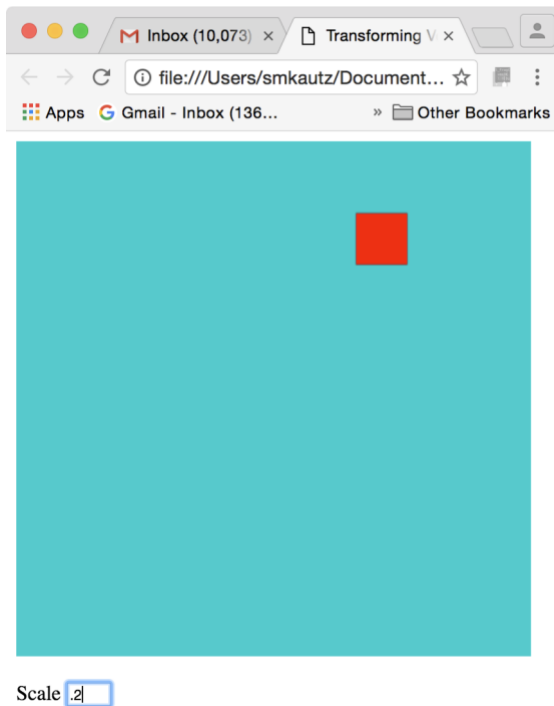 Inbox (10,073) × Transforming V ×
file:///Users/smkautz/Document...
Apps G Gmail - Inbox (136... » Other Bookmarks
Scale .2